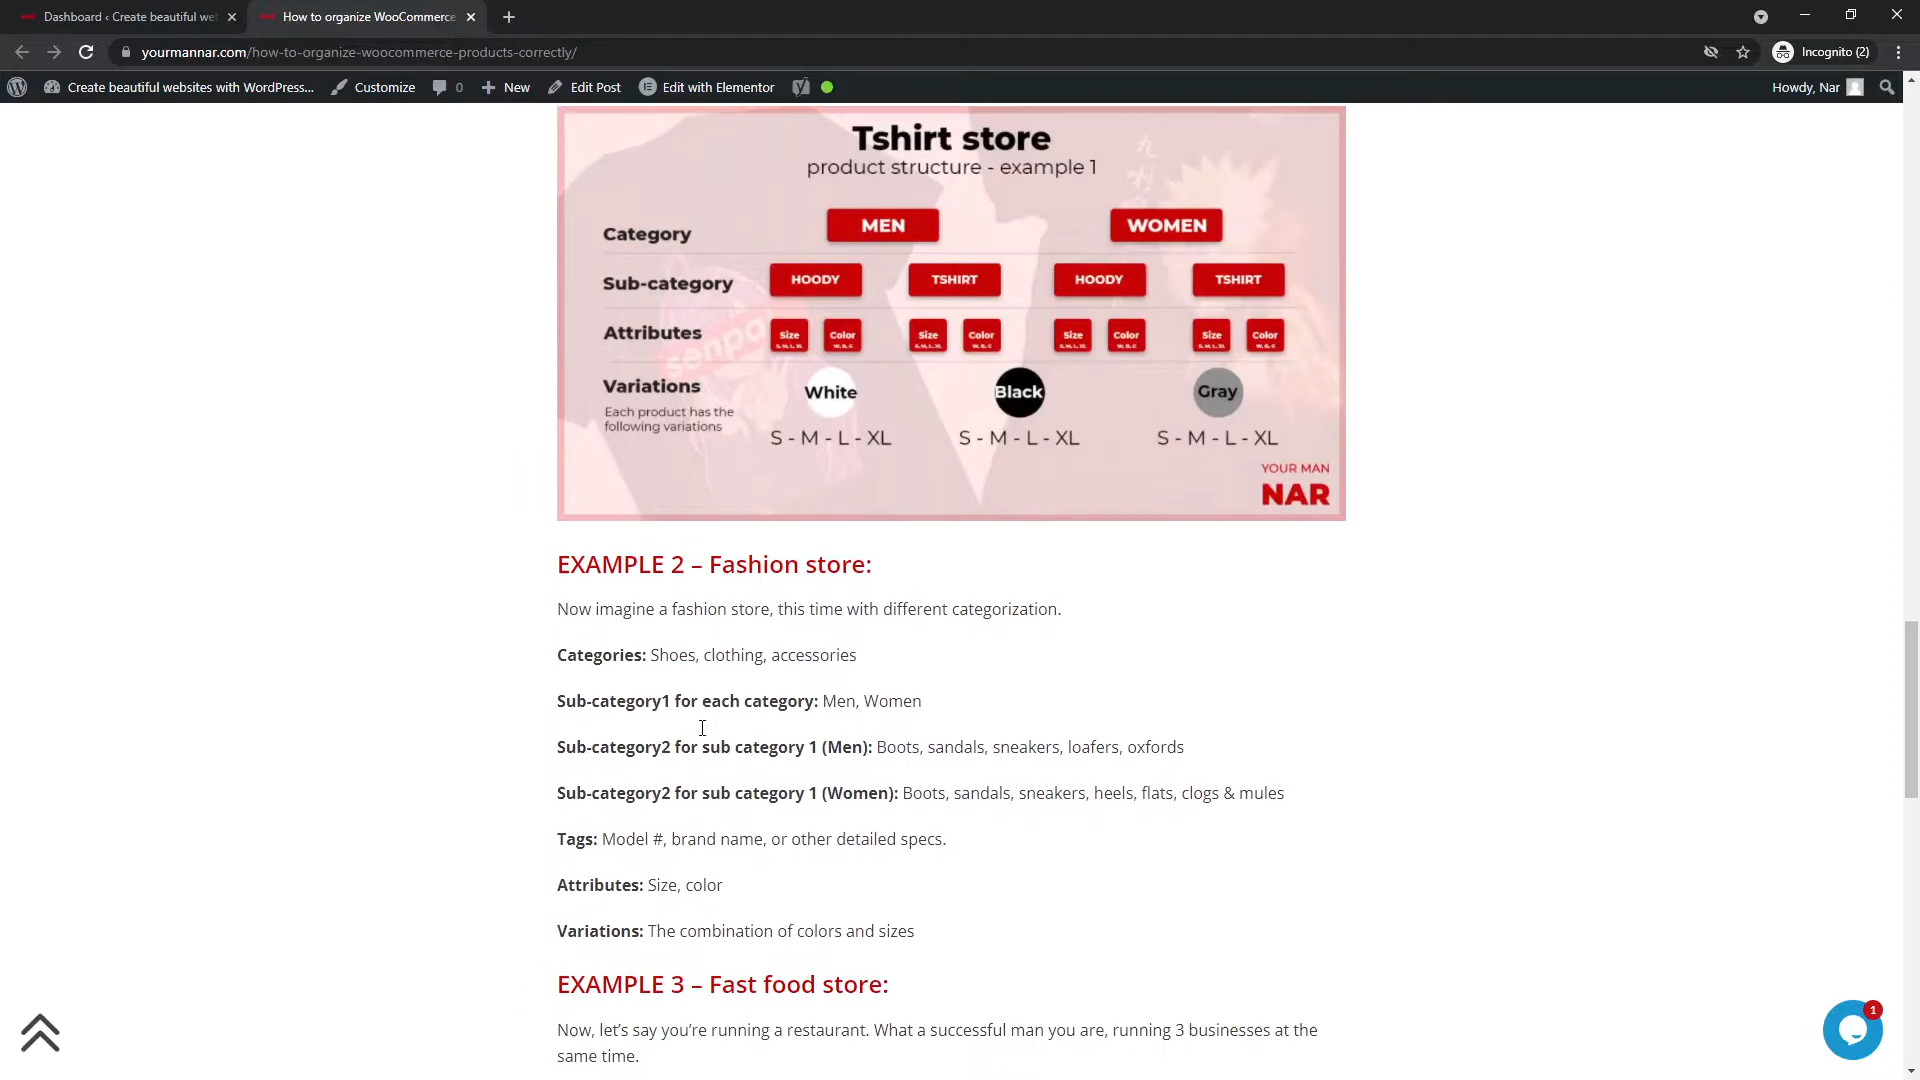 Dashboard ‹ Create beautiful we
How to organize WooCommerce
yourmannar.com/how-to-organize-woocommerce-products-correctly/
Incognito (2)
Create beautiful websites with WordPress...
Customize
0
New
Edit Post
Edit with Elementor
Howdy, Nar
Tshirt store
product structure - example 1
Category MEN WOMEN
Sub-category HOODY TSHIRT HOODY TSHIRT
Attributes Size Color Size Color Size Color Size Color
S, M, L, XL W, B, G S, M, L, XL W, B, G S, M, L, XL W, B, G S, M, L, XL W, B, G
Variations White Black Gray
Each product has the
following variations
S - M - L - XL S - M - L - XL S - M - L - XL
YOUR MAN
NAR
EXAMPLE 2 – Fashion store:
Now imagine a fashion store, this time with different categorization.
Categories: Shoes, clothing, accessories
Sub-category1 for each category: Men, Women
Sub-category2 for sub category 1 (Men): Boots, sandals, sneakers, loafers, oxfords
Sub-category2 for sub category 1 (Women): Boots, sandals, sneakers, heels, flats, clogs & mules
Tags: Model #, brand name, or other detailed specs.
Attributes: Size, color
Variations: The combination of colors and sizes
EXAMPLE 3 – Fast food store:
Now, let’s say you’re running a restaurant. What a successful man you are, running 3 businesses at the
same time.
1